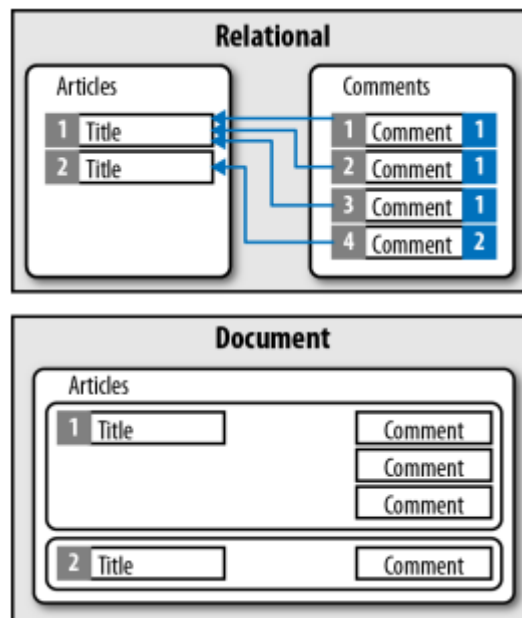 Relational
Articles
Comments
1 Title
2 Title
1 Comment 1
2 Comment 1
3 Comment 1
4 Comment 2
Document
Articles
1 Title
Comment
Comment
Comment
2 Title
Comment